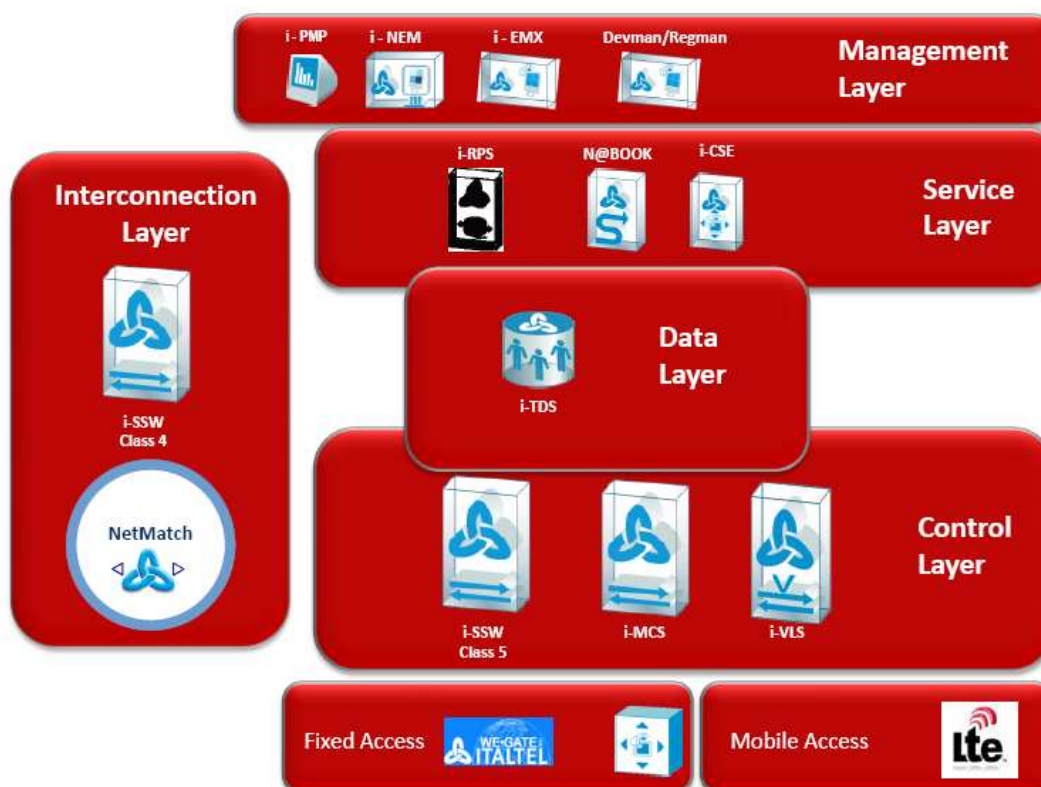 i - PMP
i - NEM
i - EMX
Devman/Regman
Management
Layer
i-RPS
N@BOOK
i-CSE
Service
Layer
Interconnection
Layer
i-SSW
Class 4
NetMatch
Data
Layer
i-TDS
Control
Layer
i-SSW
Class 5
i-MCS
i-VLS
Fixed Access
WE•GATE
ITALTEL
Mobile Access
Lte